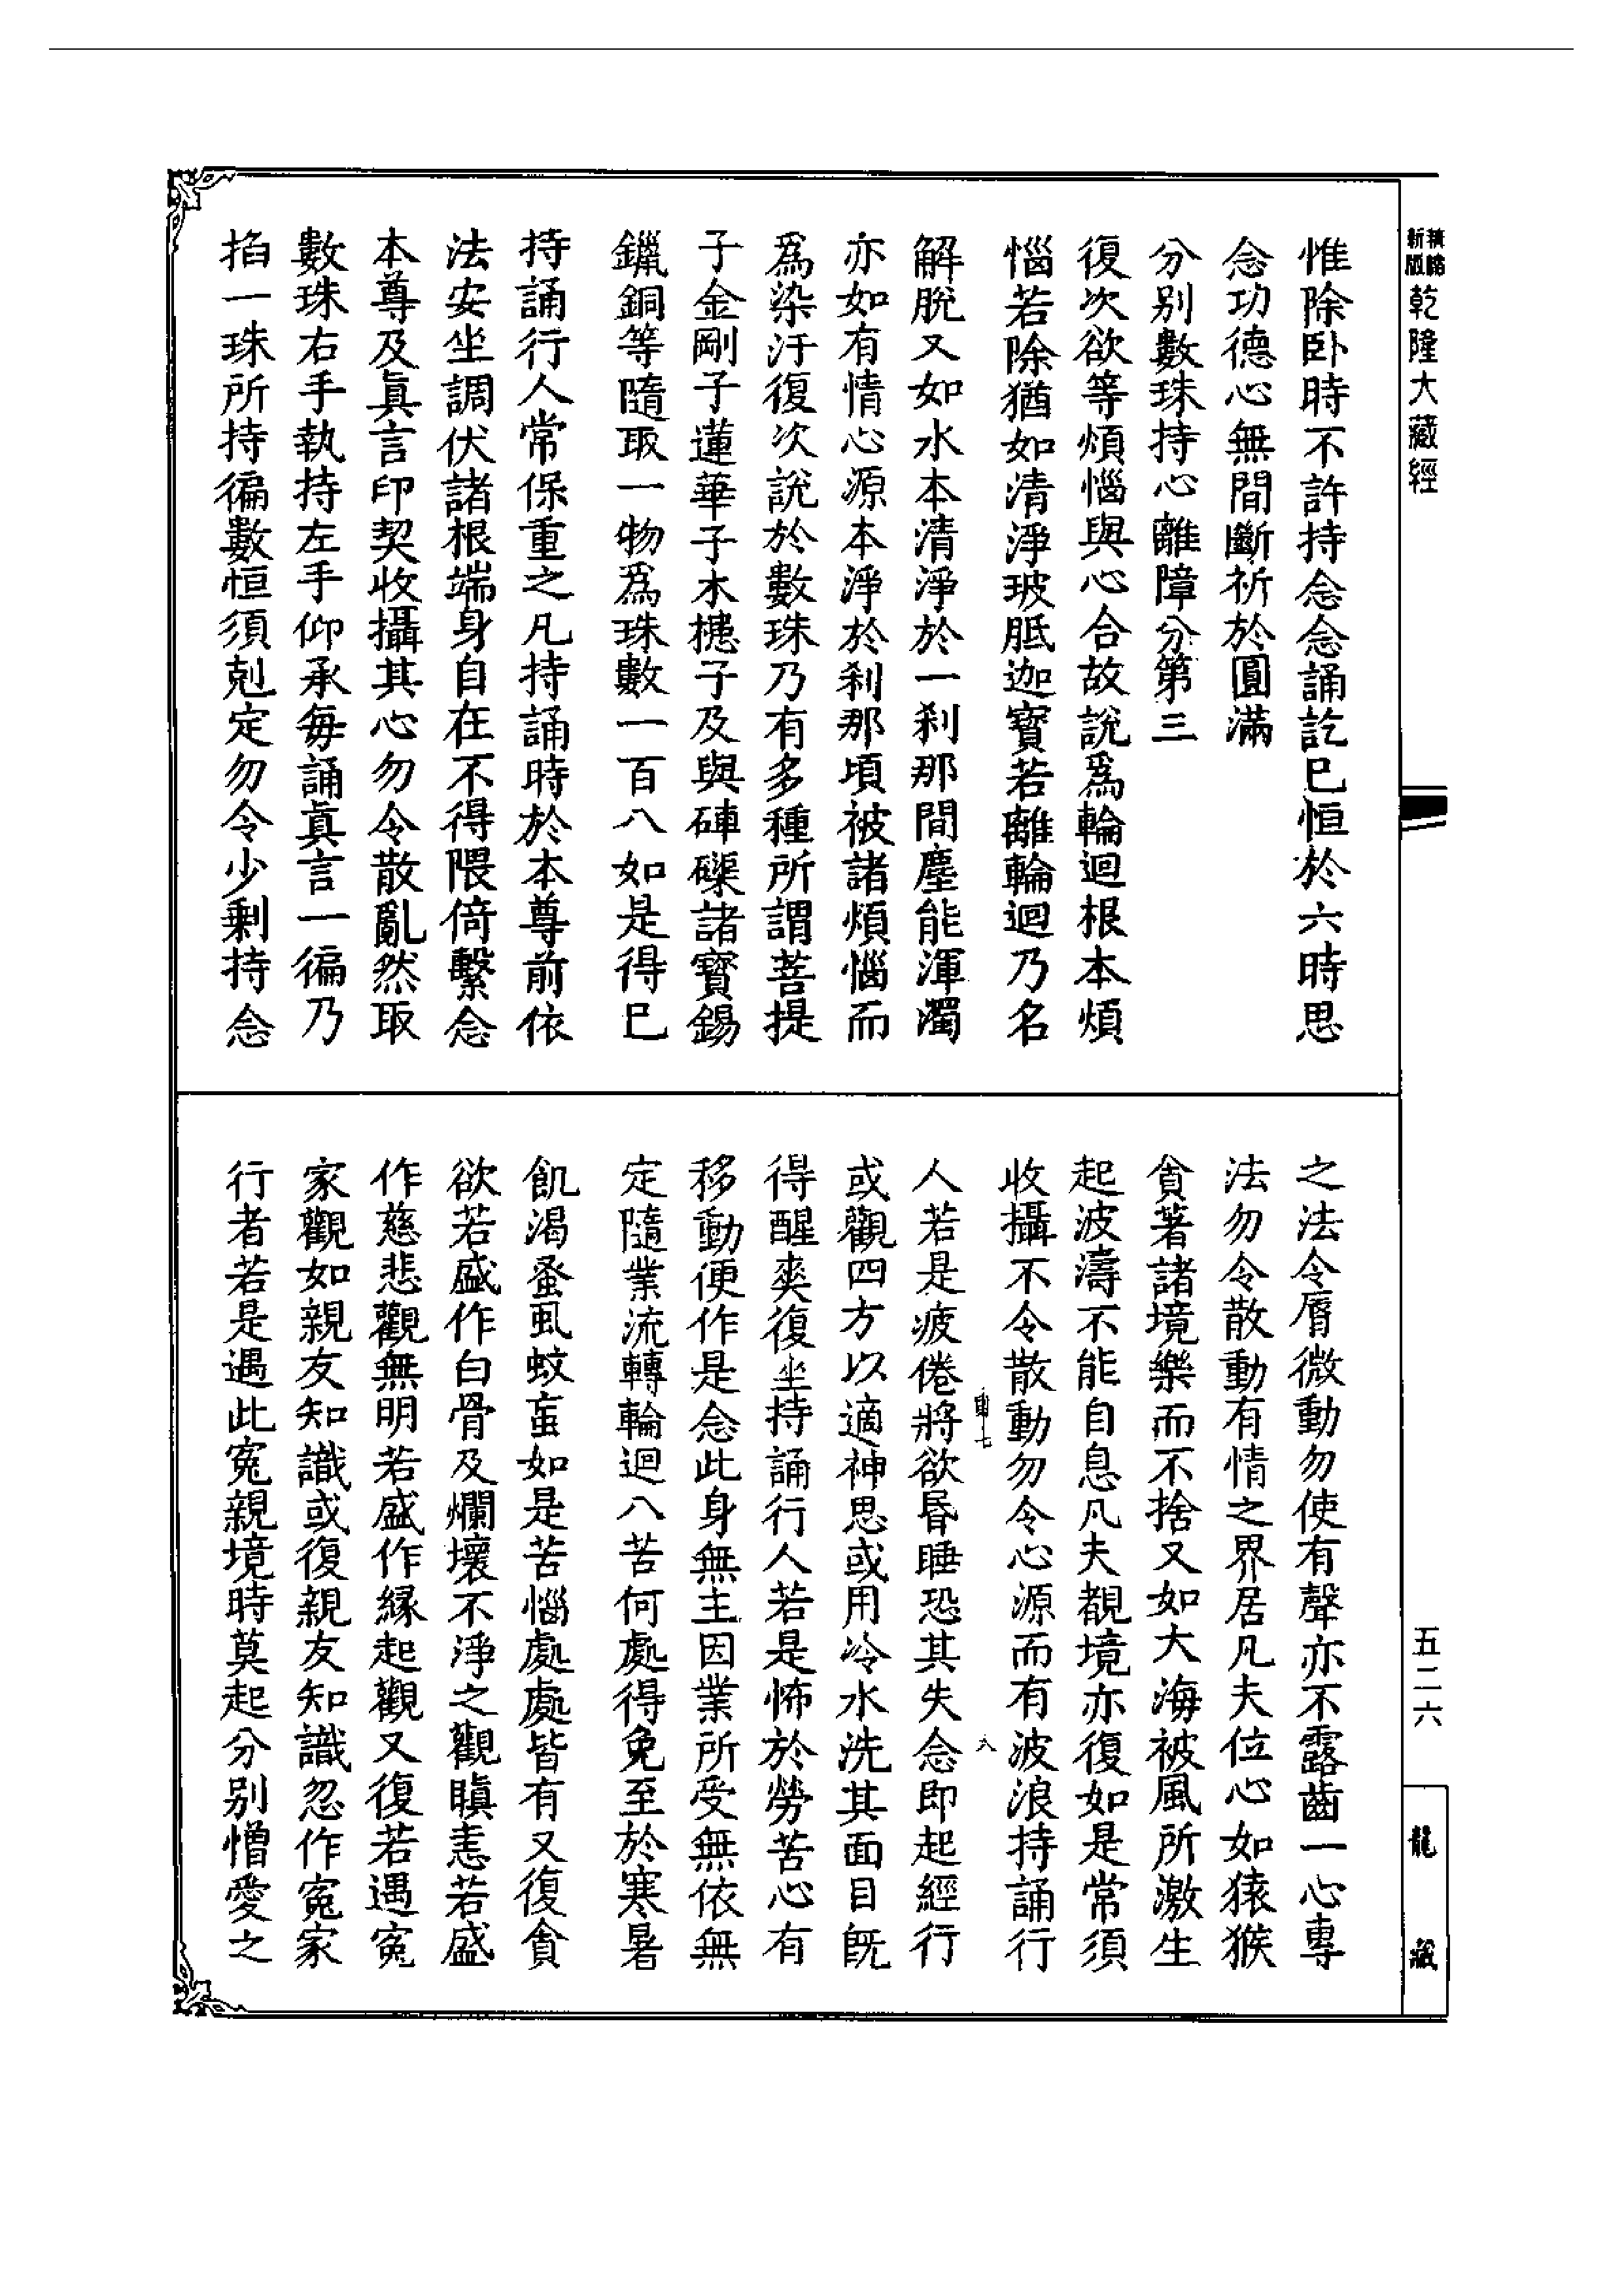 新版
乾隆大藏經
惟除卧時不許持念念誦訖已恒於六時思
念功德心無間斷祈於圓滿
分别數珠持心離障分第三
復次欲等煩惱與心合故說爲輪迴根本煩
惱若除猶如清淨玻胝迦寳若離輪迴乃名
解脫又如水本清淨於一刹那間塵能渾濁
亦如有情心源本淨於刹那頃被諸煩惱而
爲染汙復次說於數珠乃有多種所謂菩提
子金剛子蓮華子木槵子及與硨磲諸寳錫
鑞銅等隨取一物爲珠數一百八如是得已
持誦行人常保重之凡持誦時於本尊前依
法安坐調伏諸根端身自在不得隈倚繫念
本尊及眞言印契收攝其心勿令散亂然取
數珠右手執持左手仰承每誦眞言一徧乃
掐一珠所持徧數恒須剋定勿令少剩持念
之法令脣微動勿使有聲亦不露齒一心專
法勿令散動有情之界居凡夫位心如猿猴
貪著諸境樂而不捨又如大海被風所激生
起波濤不能自息凡夫覩境亦復如是常須
收攝不令散動勿令心源而有波浪持誦行
人若是疲倦將欲昬睡恐其失念即起經行
或觀四方以適神思或用冷水洗其面目旣
得醒爽復坐持誦行人若是怖於勞苦心有
移動便作是念此身無主因業所受無依無
定隨業流轉輪迴八苦何處得免至於寒暑
飢渴蚤虱蚊䖟如是苦惱處處皆有又復貪
欲若盛作白骨及爛壞不淨之觀瞋恚若盛
作慈悲觀無明若盛作縁起觀又復若遇寃
家觀如親友知識或復親友知識忽作寃家
行者若是遇此寃親境時莫起分别憎愛之
五二六
龍藏